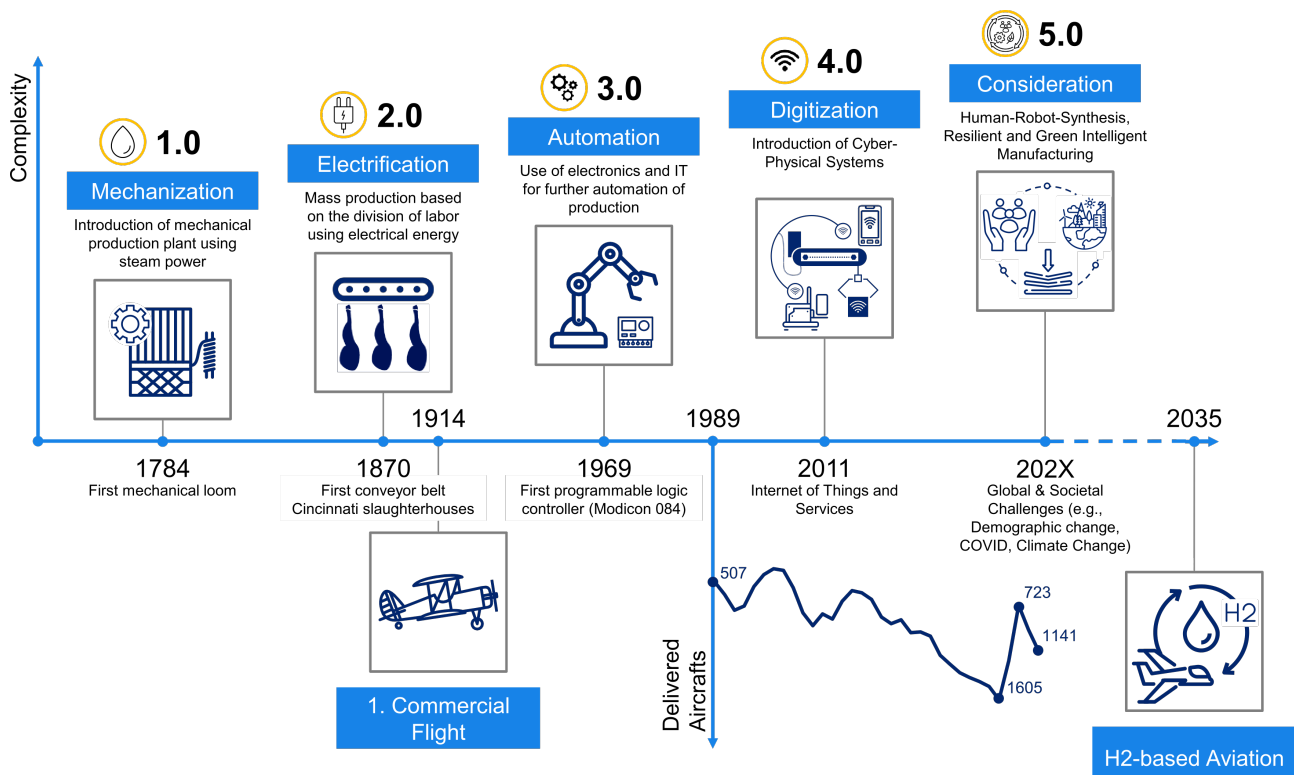 Complexity
1.0
Mechanization
Introduction of mechanical
production plant using
steam power
2.0
Electrification
Mass production based
on the division of labor
using electrical energy
3.0
Automation
Use of electronics and IT
for further automation of
production
4.0
Digitization
Introduction of Cyber-
Physical Systems
5.0
Consideration
Human-Robot-Synthesis,
Resilient and Green Intelligent
Manufacturing
1784
First mechanical loom
1870
First conveyor belt
Cincinnati slaughterhouses
1914
1. Commercial
Flight
1969
First programmable logic
controller (Modicon 084)
1989
2011
Internet of Things and
Services
202X
Global & Societal
Challenges (e.g.,
Demographic change,
COVID, Climate Change)
2035
Delivered
Aircrafts
507
1605
723
1141
H2
H2-based Aviation